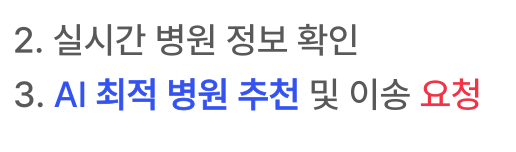 2. 실시간 병원 정보 확인
3. AI 최적 병원 추천 및 이송 요청